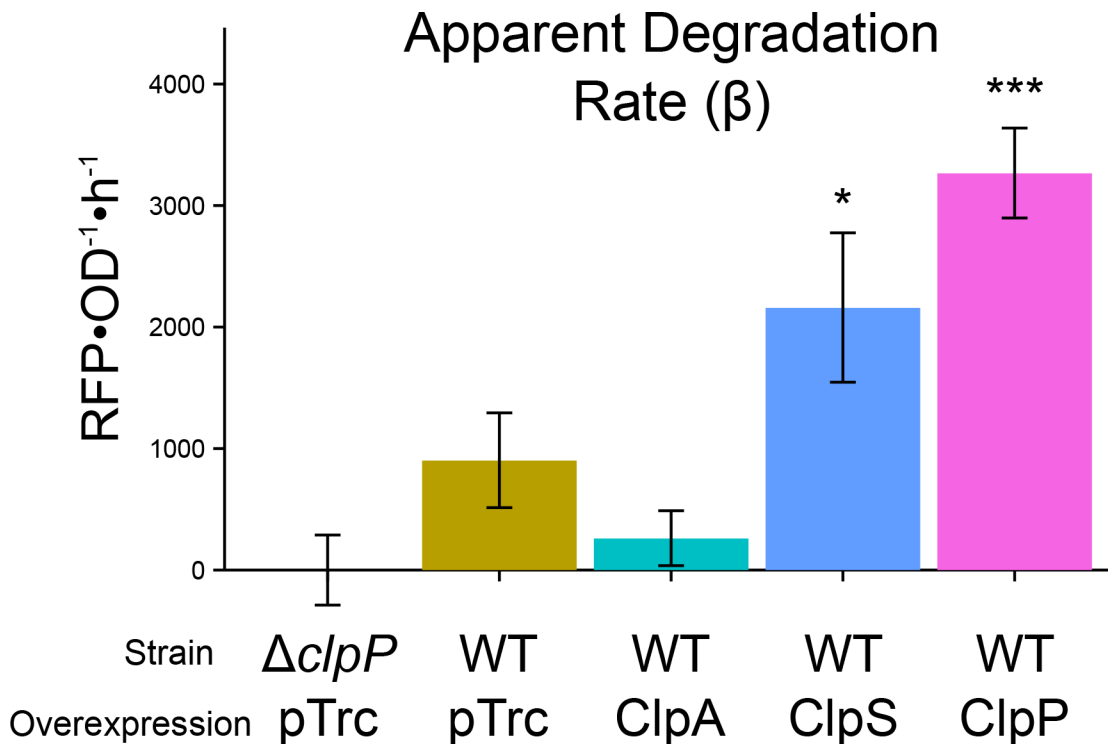 Apparent Degradation
Rate (β)
RFP•OD⁻¹•h⁻¹
4000
3000
2000
1000
0
*
***
Strain ΔclpP WT WT WT WT
Overexpression pTrc pTrc ClpA ClpS ClpP